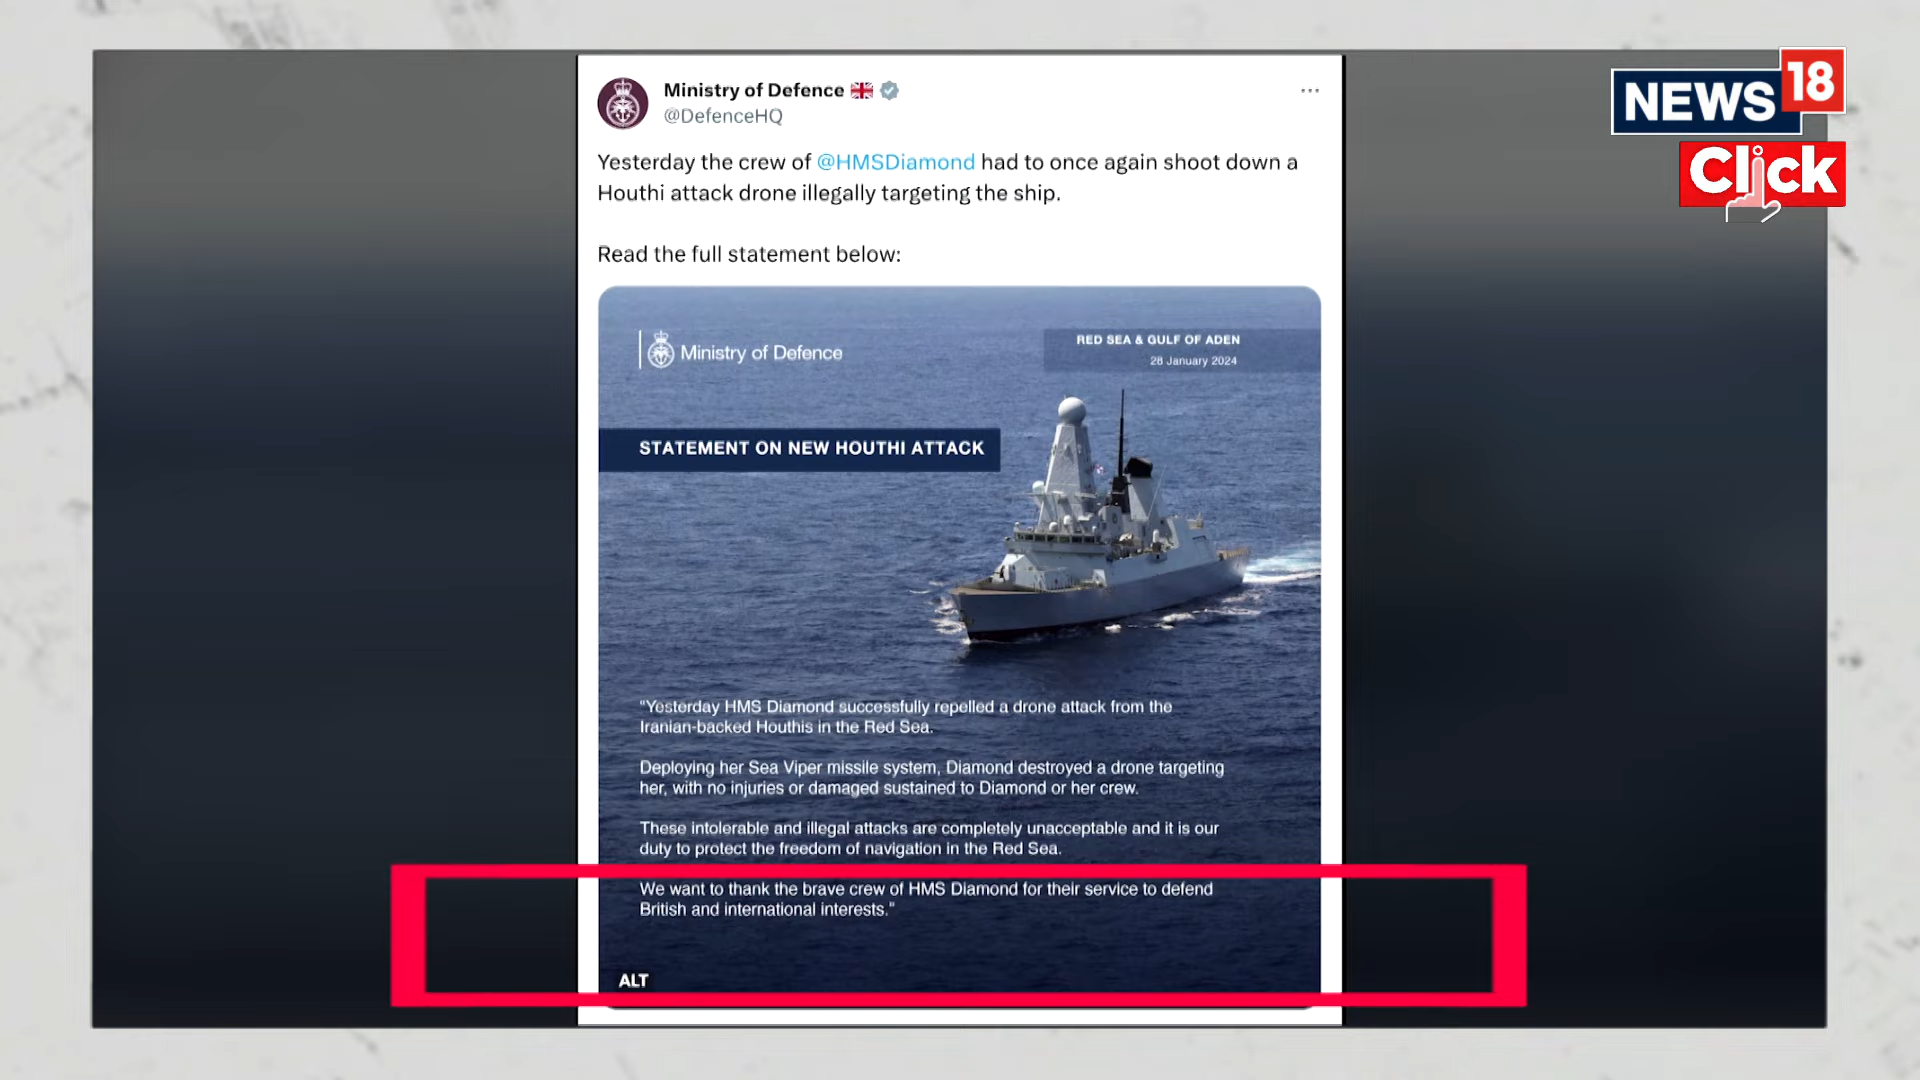 NEWS 18
Click
Ministry of Defence
@DefenceHQ
Yesterday the crew of @HMSDiamond had to once again shoot down a
Houthi attack drone illegally targeting the ship.
Read the full statement below:
Ministry of Defence
RED SEA & GULF OF ADEN
28 January 2024
STATEMENT ON NEW HOUTHI ATTACK
"Yesterday HMS Diamond successfully repelled a drone attack from the
Iranian-backed Houthis in the Red Sea.
Deploying her Sea Viper missile system, Diamond destroyed a drone targeting
her, with no injuries or damaged sustained to Diamond or her crew.
These intolerable and illegal attacks are completely unacceptable and it is our
duty to protect the freedom of navigation in the Red Sea.
We want to thank the brave crew of HMS Diamond for their service to defend
British and international interests."
ALT